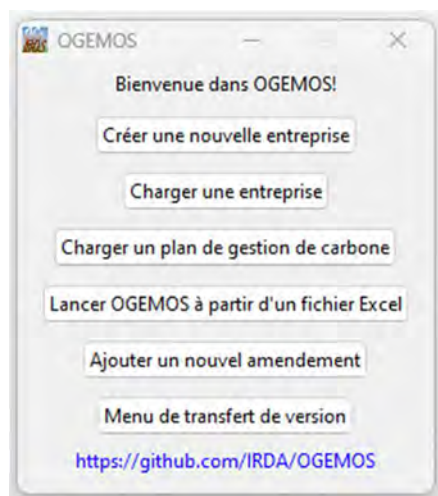 OGEMOS
Bienvenue dans OGEMOS!
Créer une nouvelle entreprise
Charger une entreprise
Charger un plan de gestion de carbone
Lancer OGEMOS à partir d'un fichier Excel
Ajouter un nouvel amendement
Menu de transfert de version
https://github.com/IRDA/OGEMOS